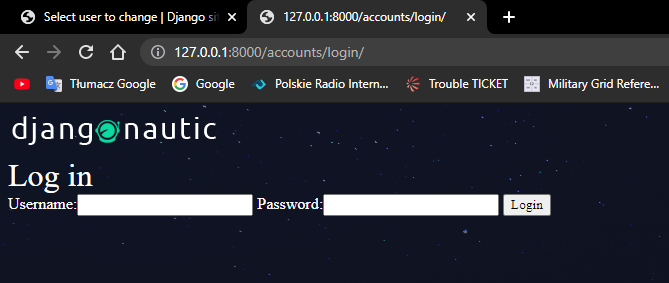 Select user to change | Django sit
127.0.0.1:8000/accounts/login/
127.0.0.1:8000/accounts/login/
Tłumacz Google
Google
Polskie Radio Intern...
Trouble TICKET
Military Grid Refere...
djangonautic
Log in
Username:
Password:
Login